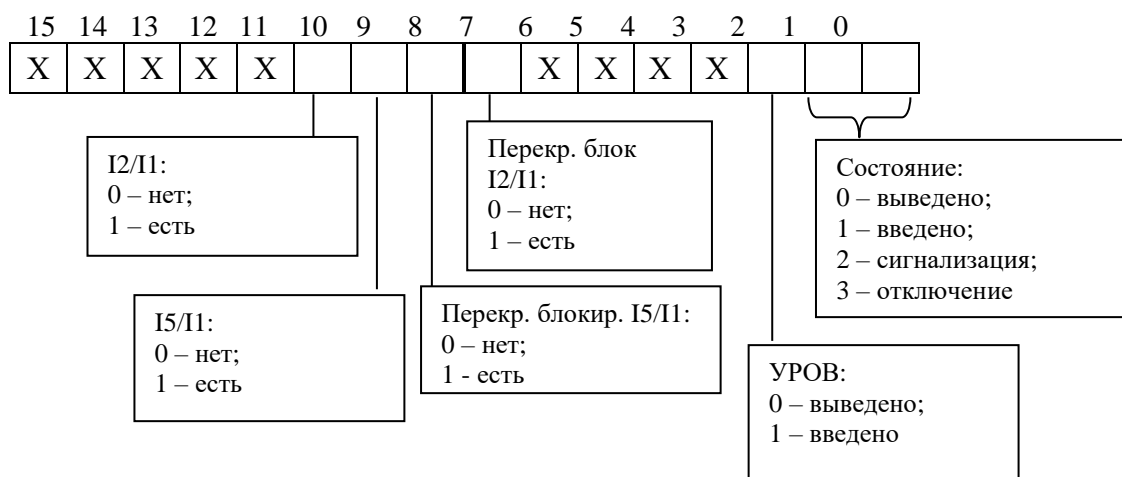 15 14 13 12 11 10 9 8 7 6 5 4 3 2 1 0
X X X X X X X X X
I2/I1:
0 – нет;
1 – есть
Перекр. блок
I2/I1:
0 – нет;
1 – есть
Состояние:
0 – выведено;
1 – введено;
2 – сигнализация;
3 – отключение
I5/I1:
0 – нет;
1 – есть
Перекр. блокир. I5/I1:
0 – нет;
1 - есть
УРОВ:
0 – выведено;
1 – введено